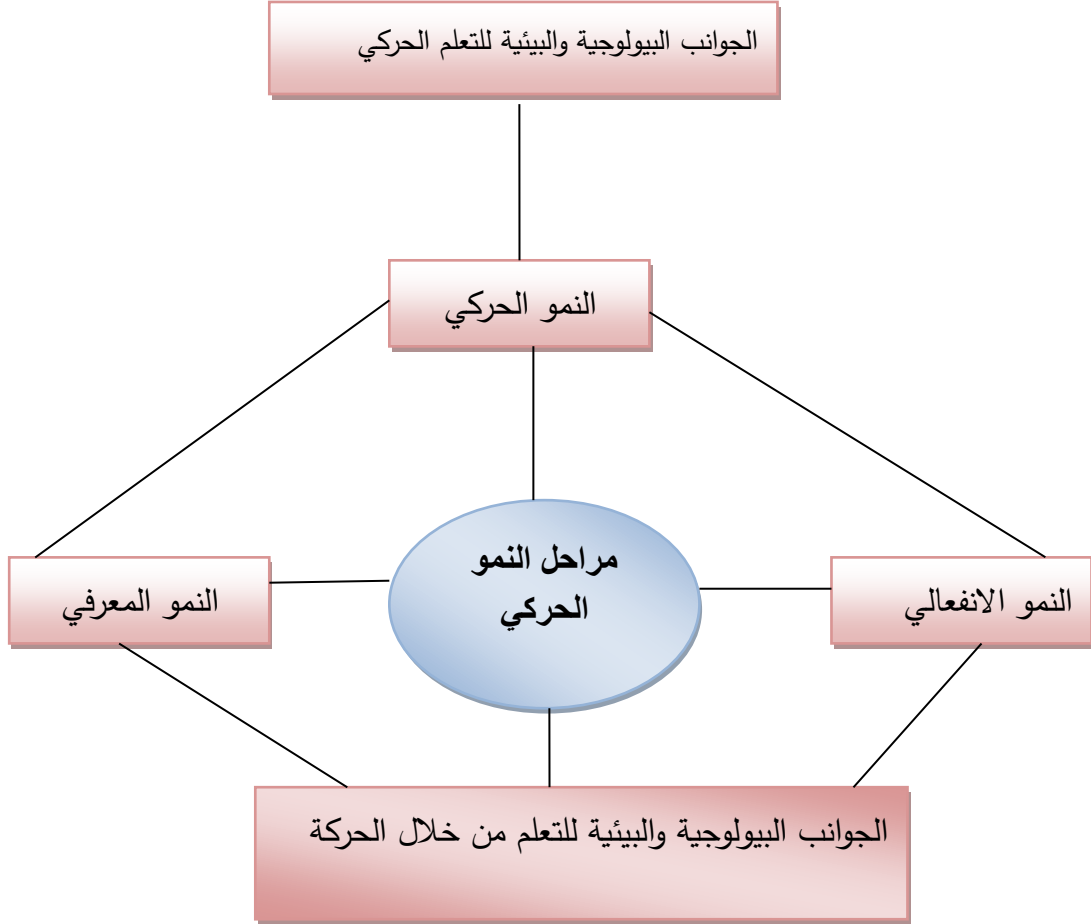 الجوانب البيولوجية والبيئية للتعلم الحركي
النمو الحركي
مراحل النمو
الحركي
النمو الانفعالي
النمو المعرفي
الجوانب البيولوجية والبيئية للتعلم من خلال الحركة